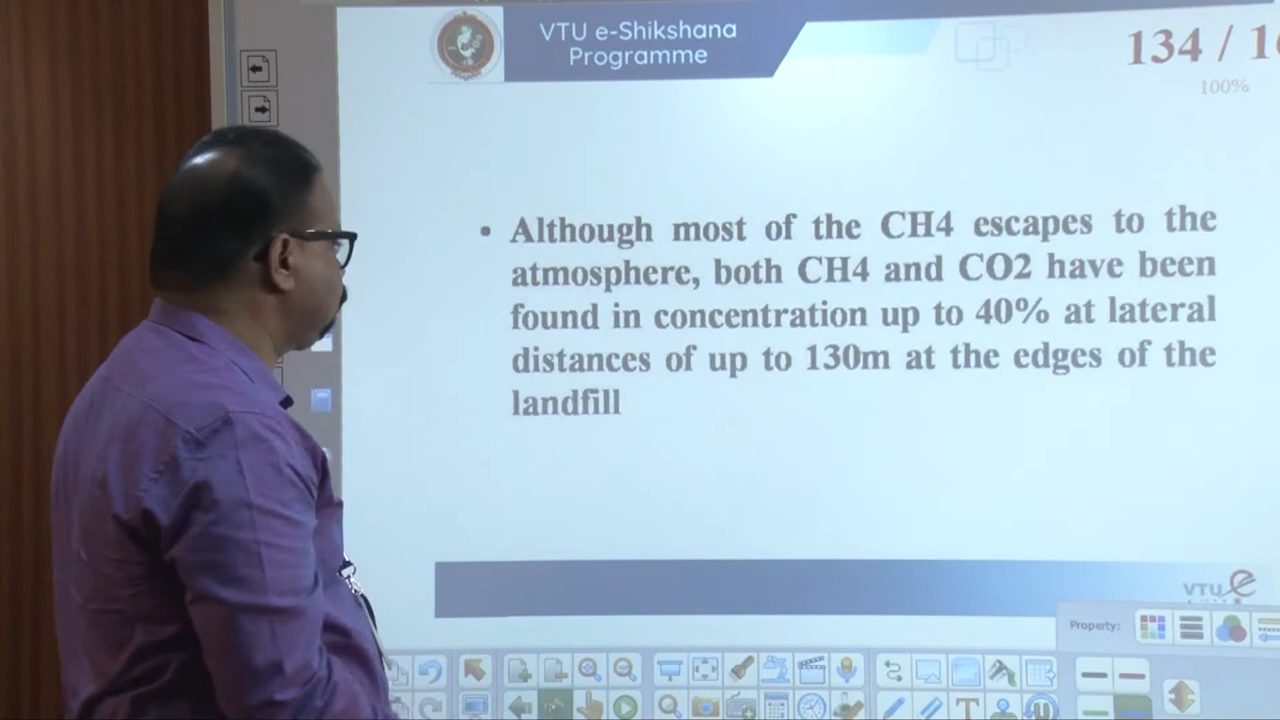 VTU e-Shikshana
Programme
134 / 1
100%
• Although most of the CH4 escapes to the
atmosphere, both CH4 and CO2 have been
found in concentration up to 40% at lateral
distances of up to 130m at the edges of the
landfill
VTU e
Property: